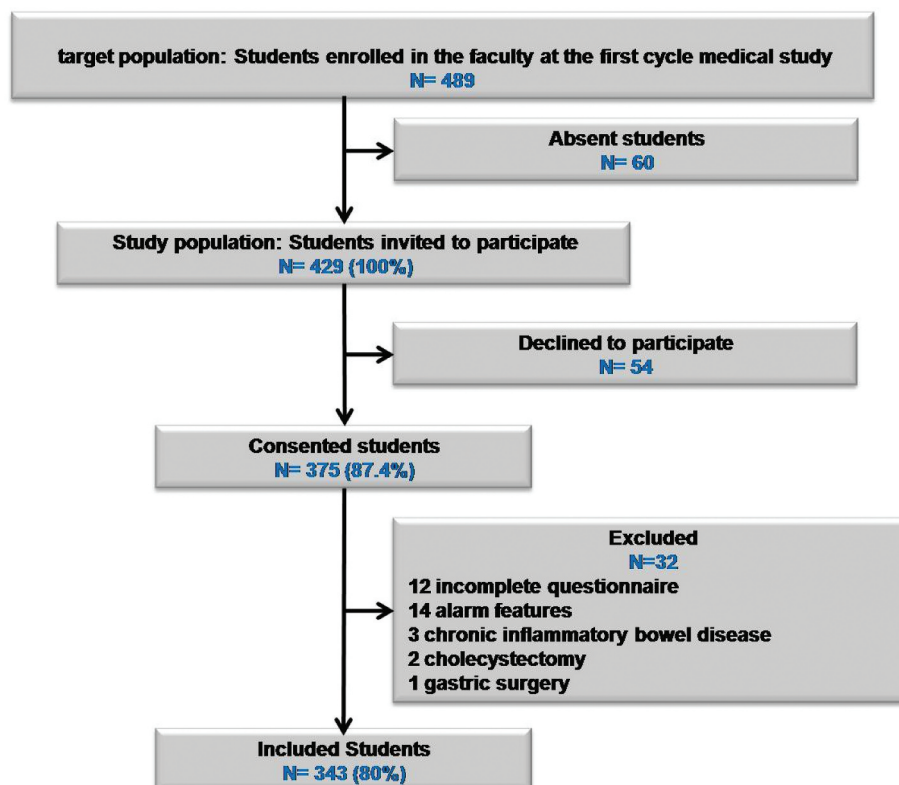 target population: Students enrolled in the faculty at the first cycle medical study
N= 489
Absent students
N= 60
Study population: Students invited to participate
N= 429 (100%)
Declined to participate
N= 54
Consented students
N= 375 (87.4%)
Excluded
N=32
12 incomplete questionnaire
14 alarm features
3 chronic inflammatory bowel disease
2 cholecystectomy
1 gastric surgery
Included Students
N= 343 (80%)